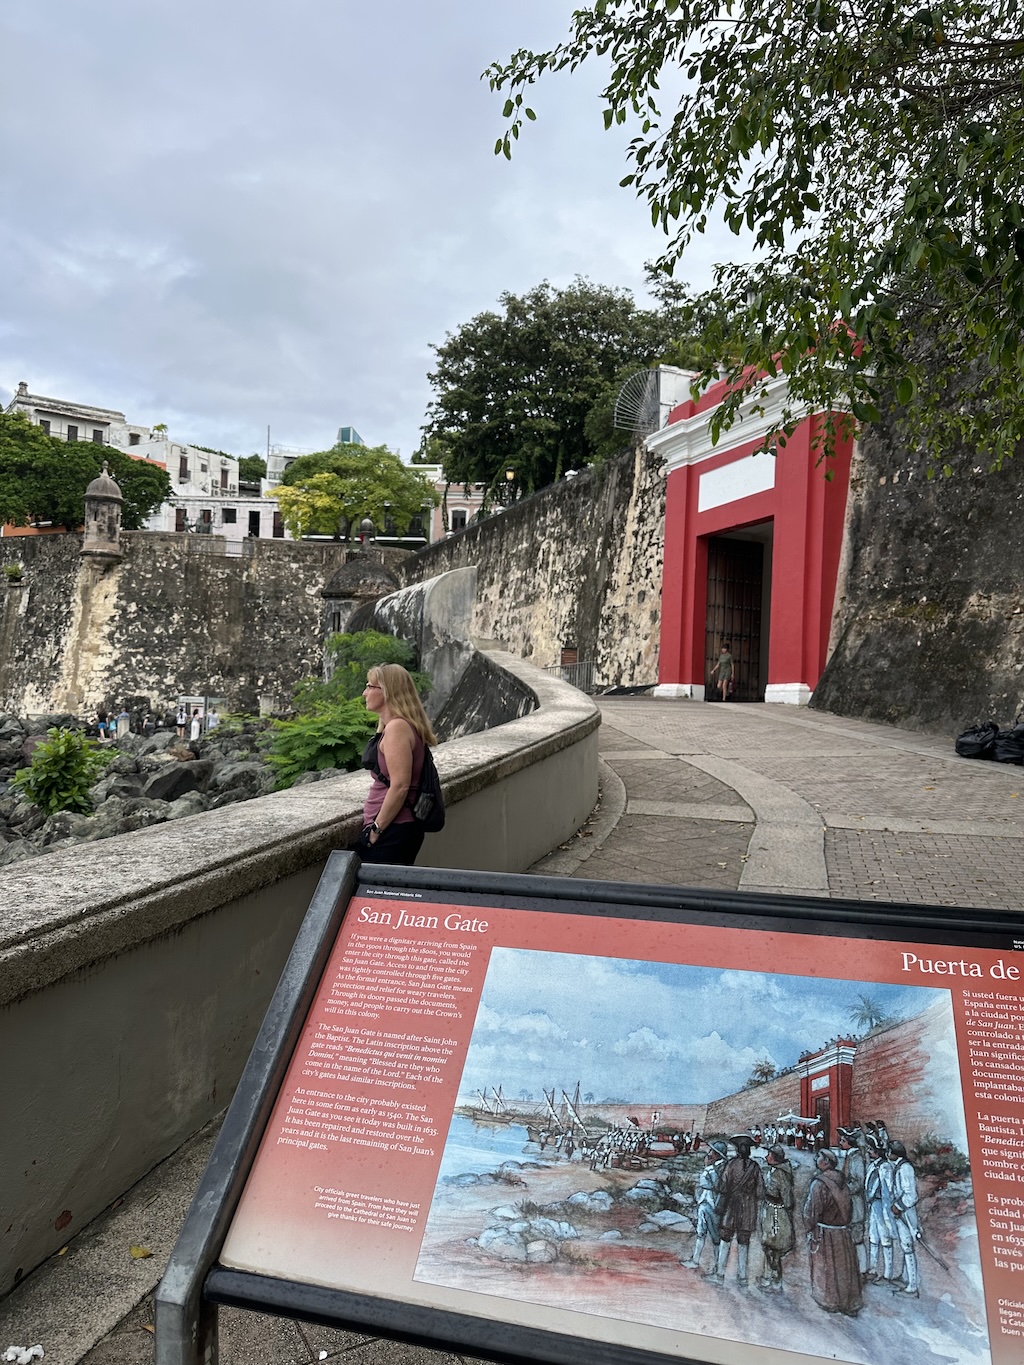 San Juan National Historic Site
San Juan Gate
If you were a dignitary arriving from Spain
in the 1500s through the 1800s, you would
enter the city through this gate, called the
San Juan Gate. Access to and from the city
was tightly controlled through five gates.
As the formal entrance, San Juan Gate meant
protection and relief for weary travelers.
Through its doors passed the documents,
money, and people to carry out the Crown's
will in this colony.
The San Juan Gate is named after Saint John
the Baptist. The Latin inscription above the
gate reads "Benedictus qui venit in nomini
Domini," meaning "Blessed are they who
come in the name of the Lord." Each of the
city's gates had similar inscriptions.
An entrance to the city probably existed
here in some form as early as 1540. The San
Juan Gate as you see it today was built in 1635.
It has been repaired and restored over the
years and it is the last remaining of San Juan's
principal gates.
City officials greet travelers who have just
arrived from Spain. From here they will
proceed to the Cathedral of San Juan to
give thanks for their safe journey.
Puerta de
Si usted fuera u
España entre l
a la ciudad por
de San Juan. E
controlado a
ser la entrada
Juan signific
los cansados
documento
implantaba
esta colonia
La puerta
Bautista. L
"Benedict
que signi
nombre d
ciudad te
Es prob
ciudad
San Jua
en 1635
través
las pu
Oficiale
llegan
la Cate
buen v